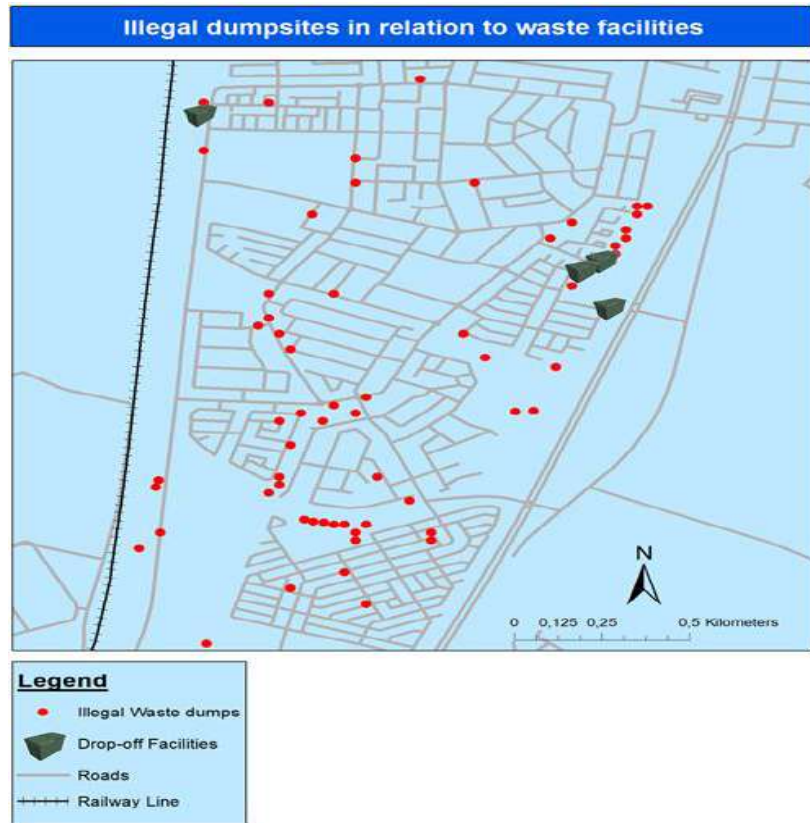 Illegal dumpsites in relation to waste facilities
N
0 0,125 0,25 0,5 Kilometers
Legend
Illegal Waste dumps
Drop-off Facilities
Roads
Railway Line